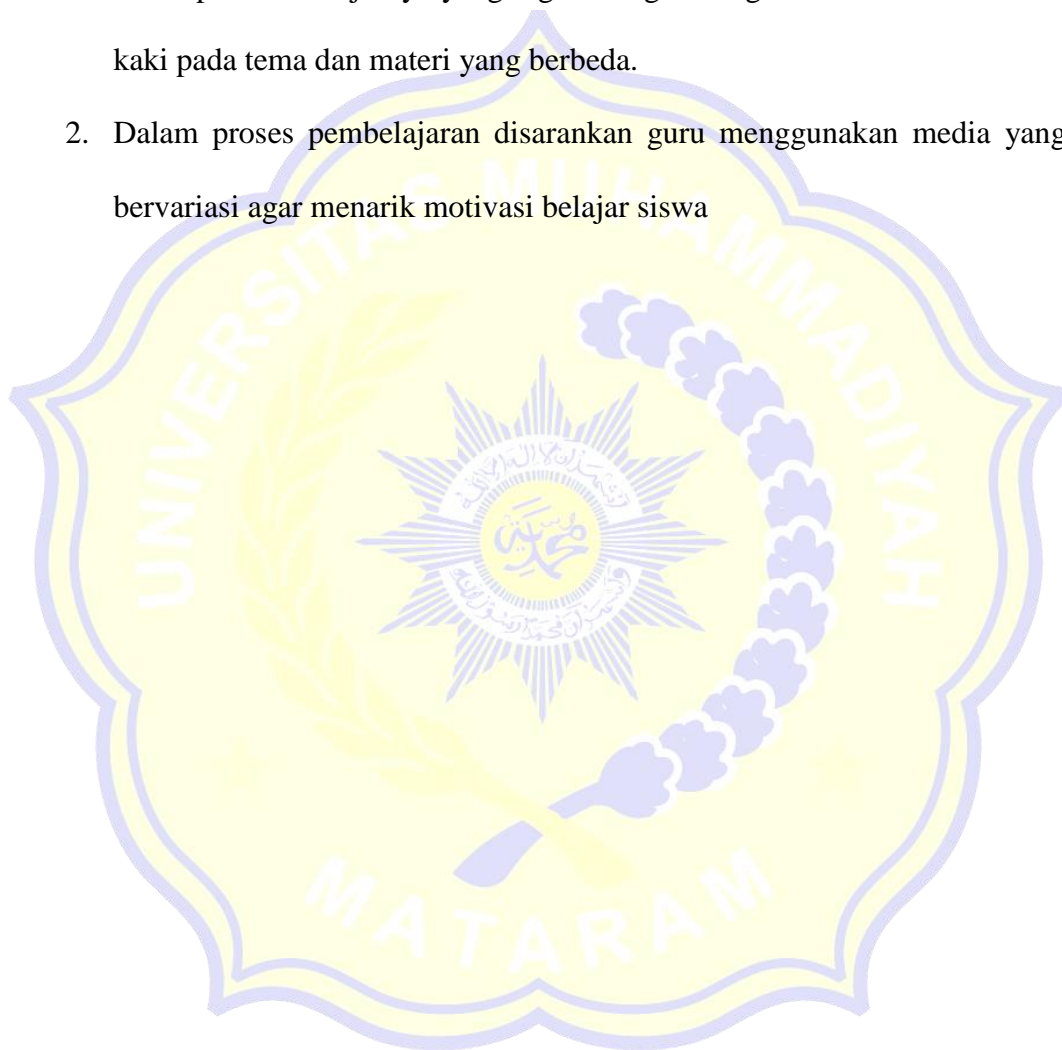 kaki pada tema dan materi yang berbeda.
2. Dalam proses pembelajaran disarankan guru menggunakan media yang
bervariasi agar menarik motivasi belajar siswa
UNIVERSITAS MUHAMMADIYAH
MATARAM